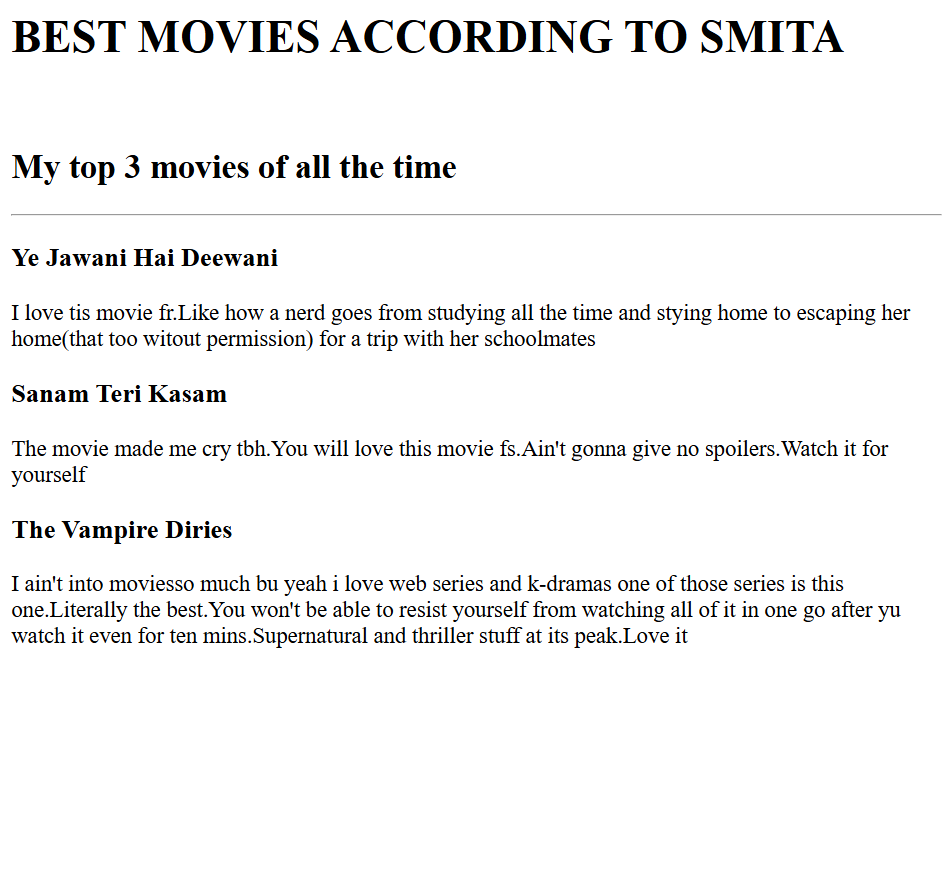 BEST MOVIES ACCORDING TO SMITA
My top 3 movies of all the time
Ye Jawani Hai Deewani
I love tis movie fr.Like how a nerd goes from studying all the time and stying home to escaping her
home(that too witout permission) for a trip with her schoolmates
Sanam Teri Kasam
The movie made me cry tbh.You will love this movie fs.Ain't gonna give no spoilers.Watch it for
yourself
The Vampire Diries
I ain't into moviesso much bu yeah i love web series and k-dramas one of those series is this
one.Literally the best.You won't be able to resist yourself from watching all of it in one go after yu
watch it even for ten mins.Supernatural and thriller stuff at its peak.Love it